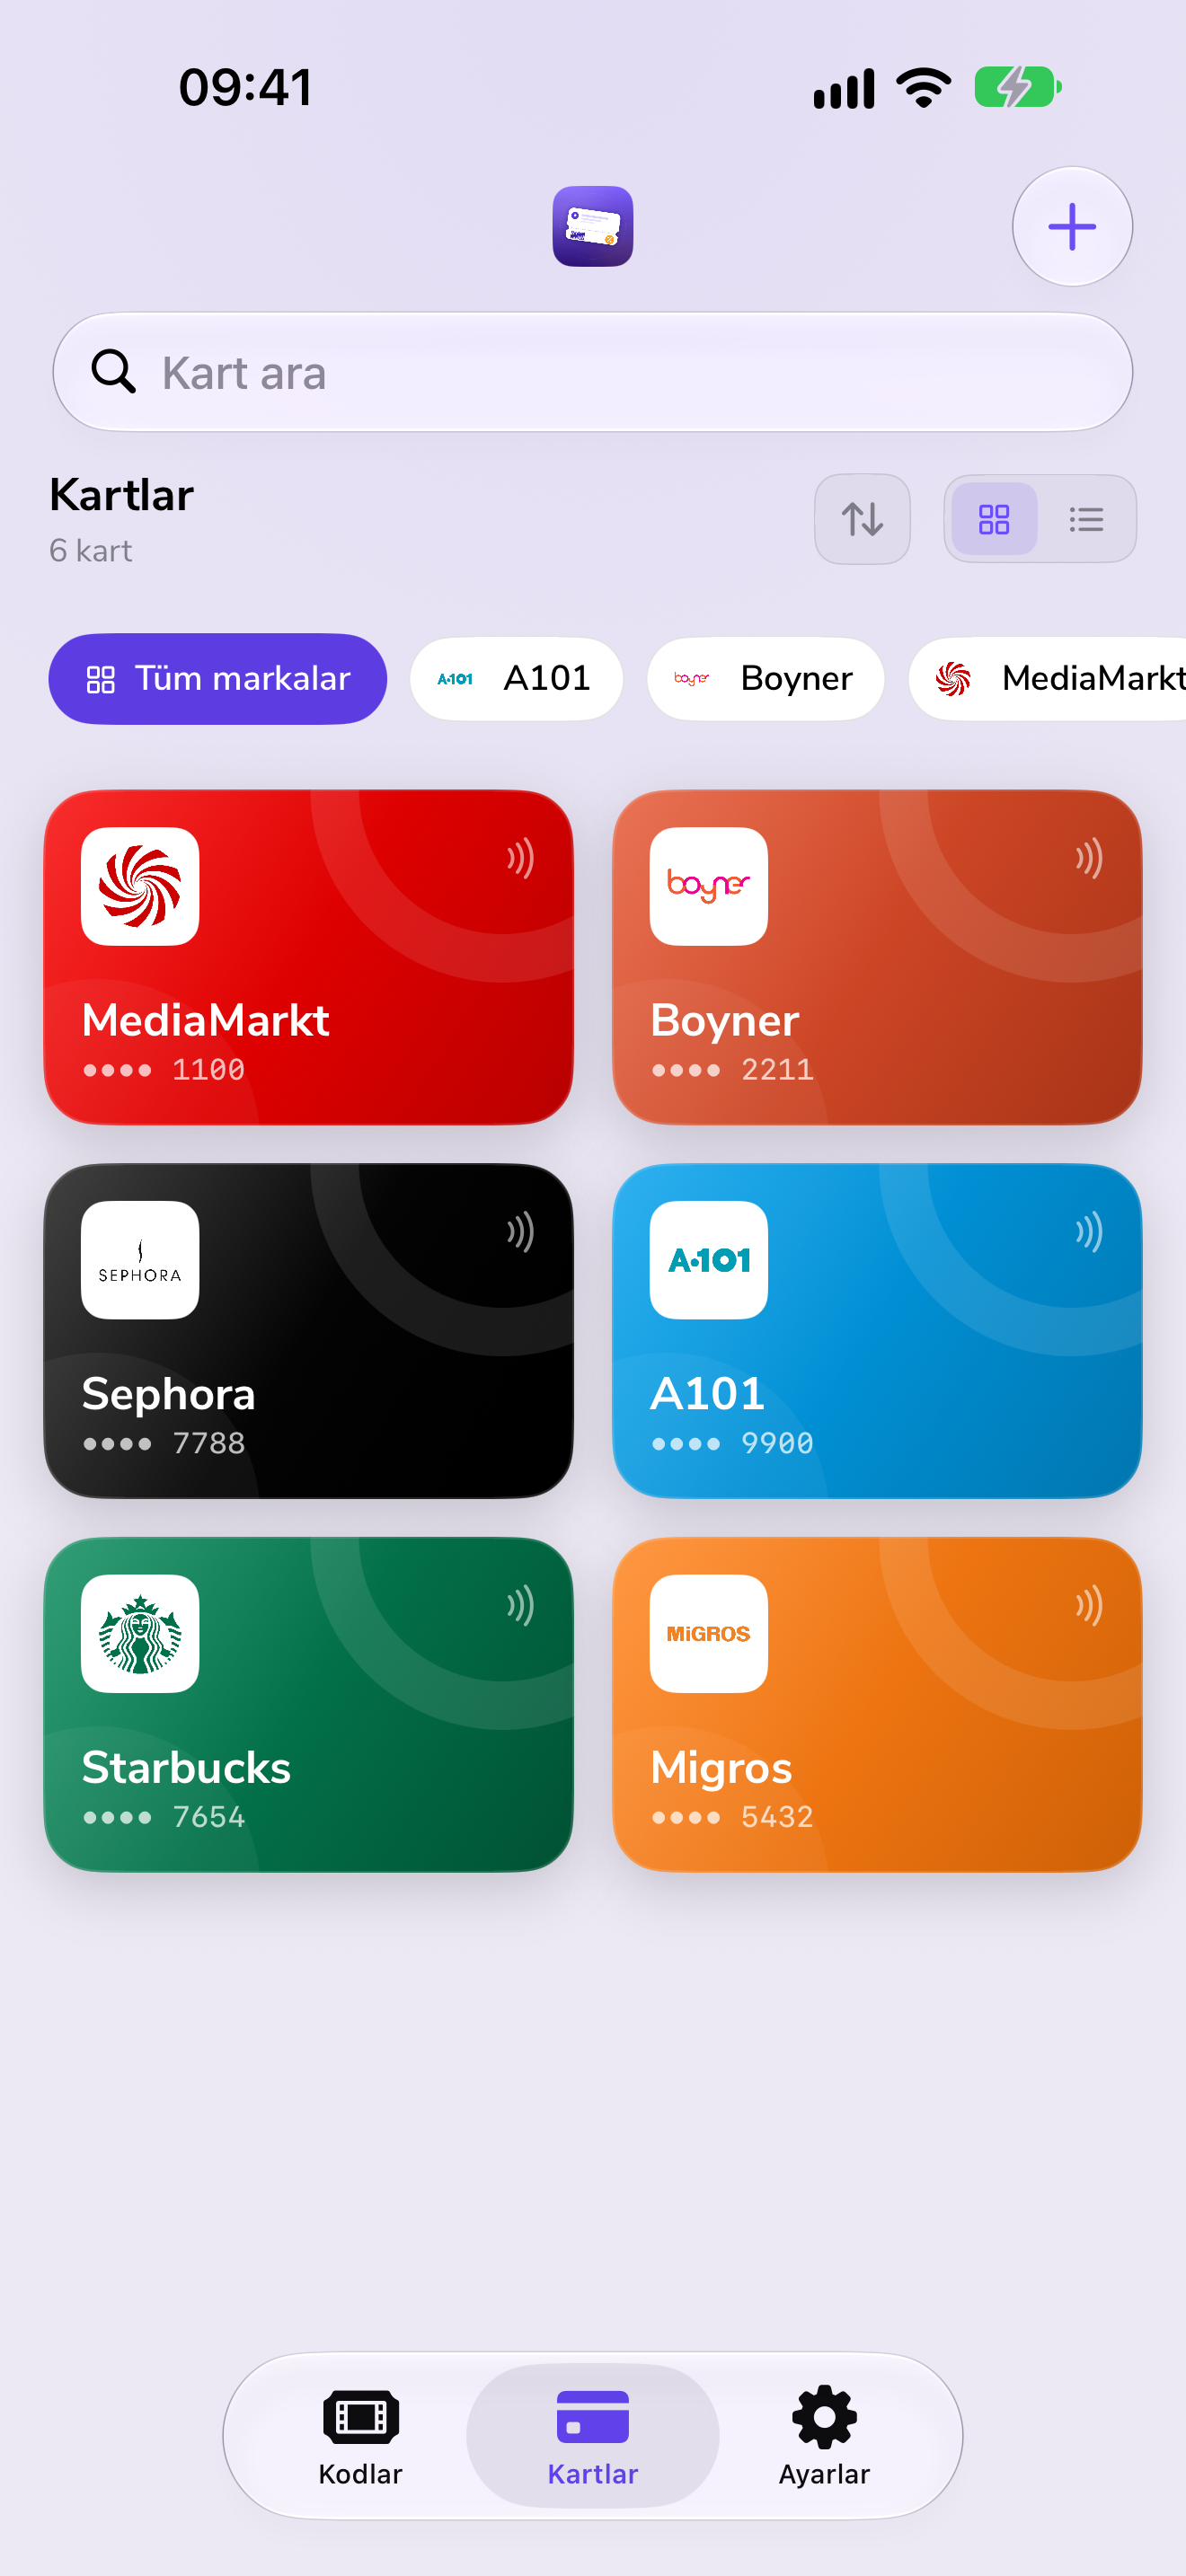 09:41
Kart ara
Kartlar
6 kart
Tüm markalar
A101 A101
boyner Boyner
MediaMarkt
MediaMarkt
•••• 1100
boyner
Boyner
•••• 2211
SEPHORA
Sephora
•••• 7788
A101
A101
•••• 9900
Starbucks
•••• 7654
MiGROS
Migros
•••• 5432
Kodlar
Kartlar
Ayarlar